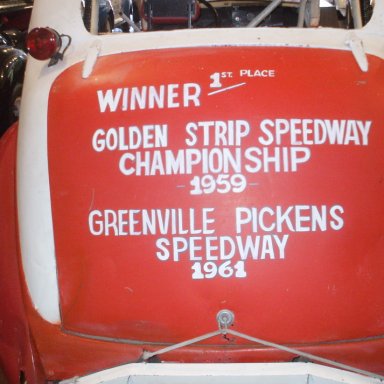 WINNER 1ST. PLACE
GOLDEN STRIP SPEEDWAY
CHAMPIONSHIP
-1959-
GREENVILLE PICKENS
SPEEDWAY
1961